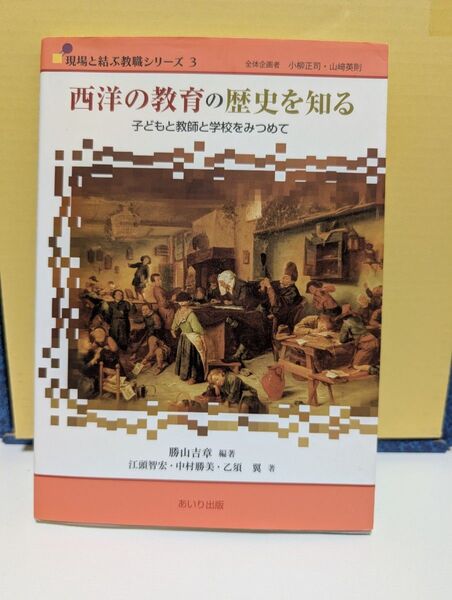 現場と結ぶ教職シリーズ 3
全体企画者 小柳正司・山﨑英則
西洋の教育の歴史を知る
子どもと教師と学校をみつめて
勝山吉章 編著
江頭智宏・中村勝美・乙須 翼 著
あいり出版